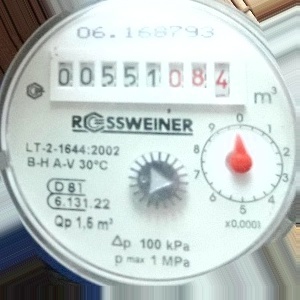 06.168793
00551084
m³
ROSSWEINER
LT-2-1644:2002
B-H A-V 30°C
D 81
6.131.22
Qp 1,5 m³
Δp 100 kPa
p max 1 MPa
0
9
1
8
2
7
3
6
5
4
x0,0001